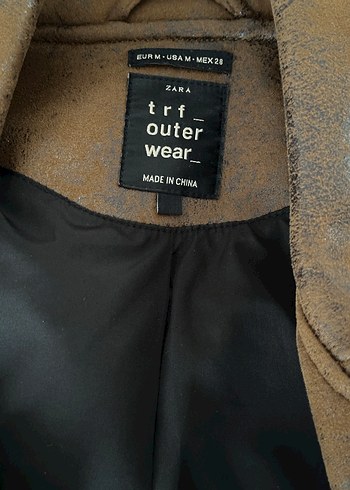 EUR M • USA M • MEX 28
ZARA
trf_
outer
wear_
MADE IN CHINA